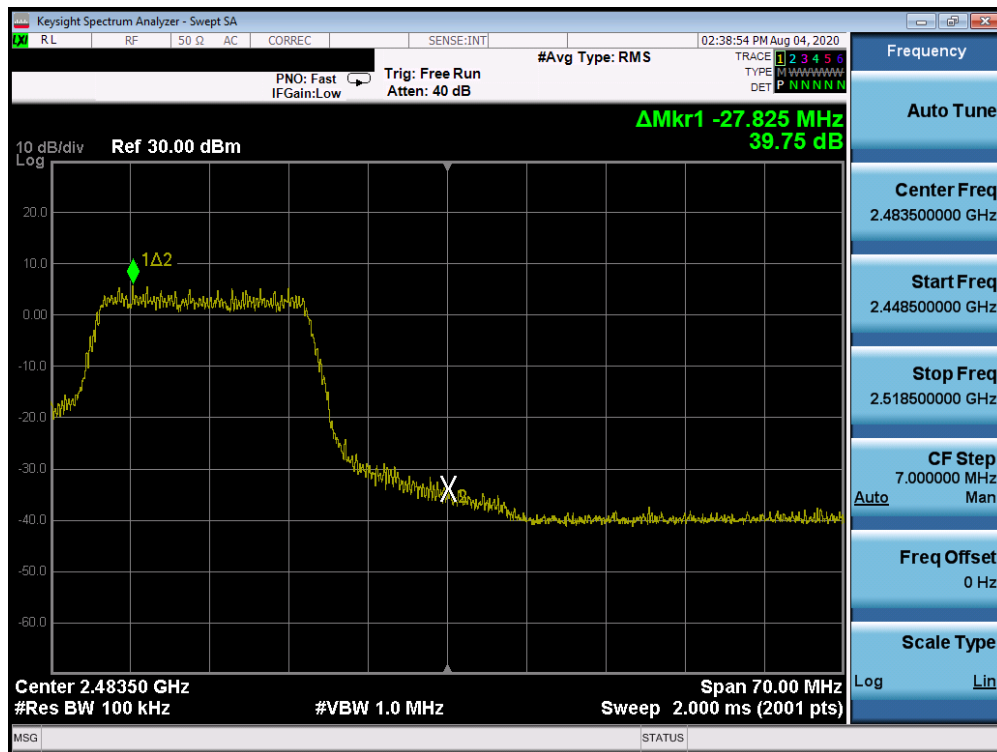 Keysight Spectrum Analyzer - Swept SA
LXI RL RF 50 Ω AC CORREC SENSE:INT 02:38:54 PM Aug 04, 2020
#Avg Type: RMS
TRACE 1 2 3 4 5 6
PNO: Fast Trig: Free Run
TYPE M WWWWW
IFGain:Low Atten: 40 dB
DET P N N N N N
ΔMkr1 -27.825 MHz
39.75 dB
10 dB/div Ref 30.00 dBm
Log
20.0
10.0
0.00
-10.0
-20.0
-30.0
-40.0
-50.0
-60.0
1Δ2
X2
Center 2.48350 GHz Span 70.00 MHz
#Res BW 100 kHz #VBW 1.0 MHz Sweep 2.000 ms (2001 pts)
MSG STATUS
Frequency
Auto Tune
Center Freq
2.483500000 GHz
Start Freq
2.448500000 GHz
Stop Freq
2.518500000 GHz
CF Step
7.000000 MHz
Auto Man
Freq Offset
0 Hz
Scale Type
Log Lin